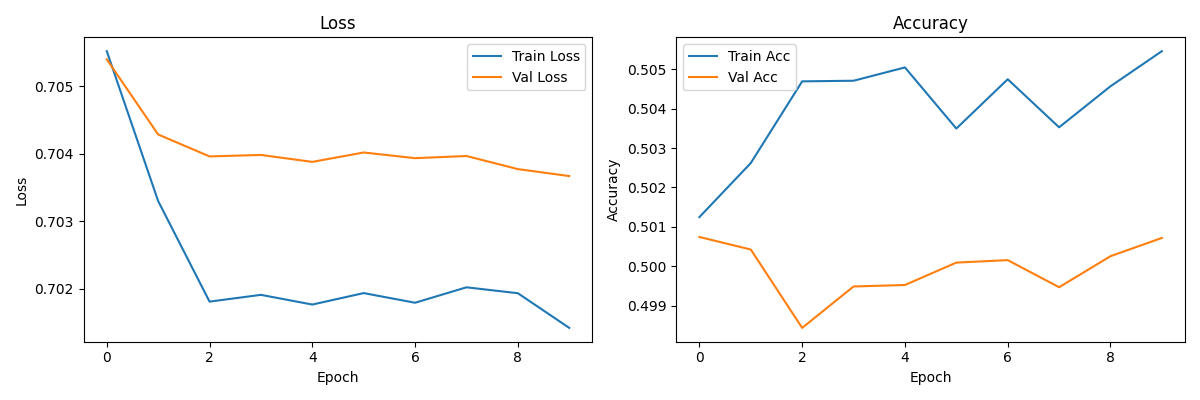 Loss
Train Loss
Val Loss
0.705
0.704
0.703
0.702
Loss
0 2 4 6 8
Epoch
Accuracy
Train Acc
Val Acc
0.505
0.504
0.503
0.502
0.501
0.500
0.499
Accuracy
0 2 4 6 8
Epoch